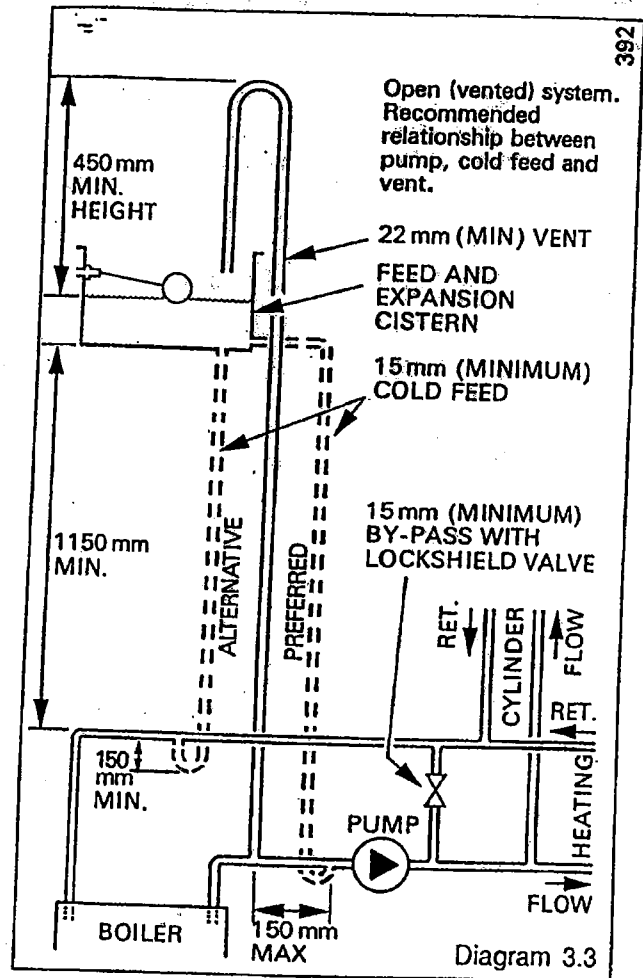 392
Open (vented) system.
Recommended
relationship between
pump, cold feed and
vent.
450 mm
MIN.
HEIGHT
22 mm (MIN) VENT
FEED AND
EXPANSION
CISTERN
15 mm (MINIMUM)
COLD FEED
1150 mm
MIN.
ALTERNATIVE
PREFERRED
15 mm (MINIMUM)
BY-PASS WITH
LOCKSHIELD VALVE
RET.
CYLINDER
FLOW
RET.
150
mm
MIN.
PUMP
HEATING
FLOW
BOILER
150 mm
MAX
Diagram 3.3